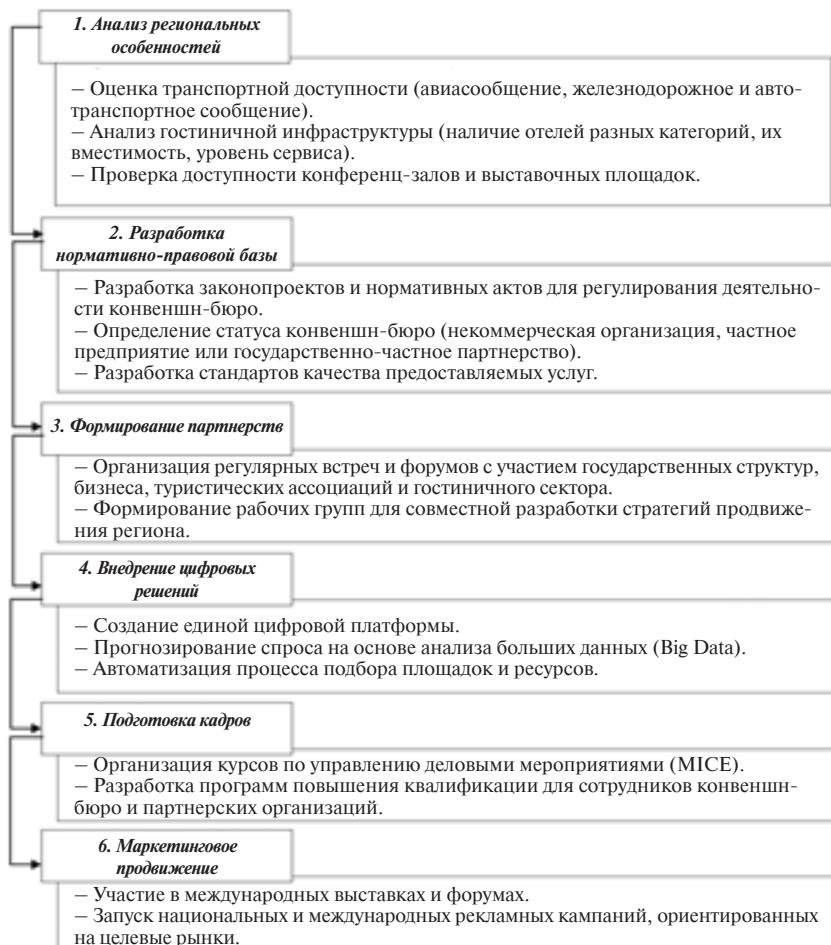 1. Анализ региональных
особенностей
– Оценка транспортной доступности (авиасообщение, железнодорожное и авто-
транспортное сообщение).
– Анализ гостиничной инфраструктуры (наличие отелей разных категорий, их
вместимость, уровень сервиса).
– Проверка доступности конференц-залов и выставочных площадок.
2. Разработка
нормативно-правовой базы
– Разработка законопроектов и нормативных актов для регулирования деятельно-
сти конвеншн-бюро.
– Определение статуса конвеншн-бюро (некоммерческая организация, частное
предприятие или государственно-частное партнерство).
– Разработка стандартов качества предоставляемых услуг.
3. Формирование партнерств
– Организация регулярных встреч и форумов с участием государственных структур,
бизнеса, туристических ассоциаций и гостиничного сектора.
– Формирование рабочих групп для совместной разработки стратегий продвиже-
ния региона.
4. Внедрение цифровых
решений
– Создание единой цифровой платформы.
– Прогнозирование спроса на основе анализа больших данных (Big Data).
– Автоматизация процесса подбора площадок и ресурсов.
5. Подготовка кадров
– Организация курсов по управлению деловыми мероприятиями (MICE).
– Разработка программ повышения квалификации для сотрудников конвеншн-
бюро и партнерских организаций.
6. Маркетинговое
продвижение
– Участие в международных выставках и форумах.
– Запуск национальных и международных рекламных кампаний, ориентированных
на целевые рынки.